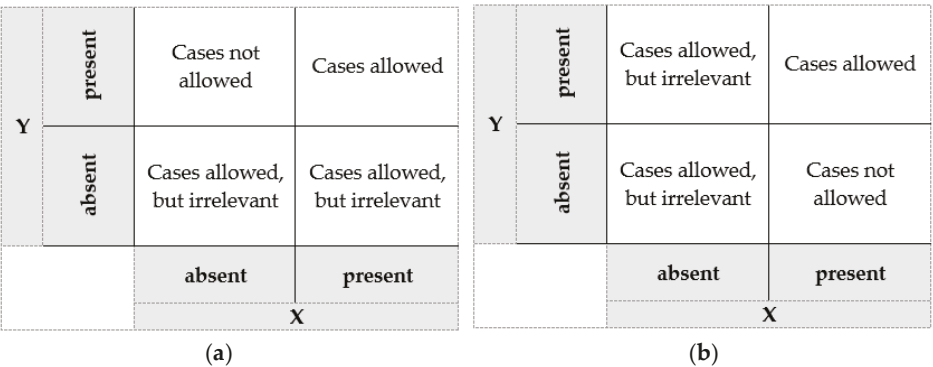 Y
present
Cases not
allowed
Cases allowed
absent
Cases allowed,
but irrelevant
Cases allowed,
but irrelevant
absent
present
X
(a)
Y
present
Cases allowed,
but irrelevant
Cases allowed
absent
Cases allowed,
but irrelevant
Cases not
allowed
absent
present
X
(b)